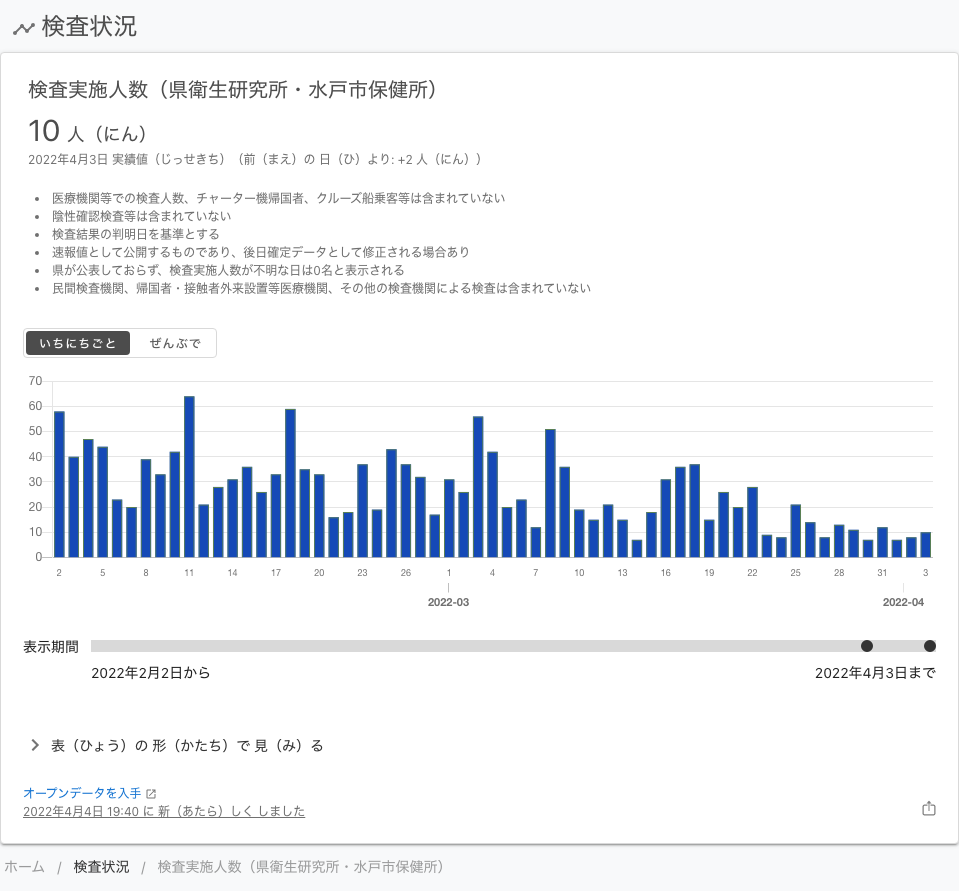 検査状況
検査実施人数（県衛生研究所・水戸市保健所）
10 人（にん）
2022年4月3日 実績値（じっせきち）（前（まえ）の 日（ひ）より: +2 人（にん））
• 医療機関等での検査人数、チャーター機帰国者、クルーズ船乗客等は含まれていない
• 陰性確認検査等は含まれていない
• 検査結果の判明日を基準とする
• 速報値として公開するものであり、後日確定データとして修正される場合あり
• 県が公表しておらず、検査実施人数が不明な日は0名と表示される
• 民間検査機関、帰国者・接触者外来設置等医療機関、その他の検査機関による検査は含まれていない
いちにちごと ぜんぶで
70
60
50
40
30
20
10
0
2 5 8 11 14 17 20 23 26 1 4 7 10 13 16 19 22 25 28 31 3
2022-03 2022-04
表示期間
2022年2月2日から 2022年4月3日まで
表（ひょう）の 形（かたち）で 見（み）る
オープンデータを入手
2022年4月4日 19:40 に 新（あたら）しく しました
ホーム / 検査状況 / 検査実施人数（県衛生研究所・水戸市保健所）